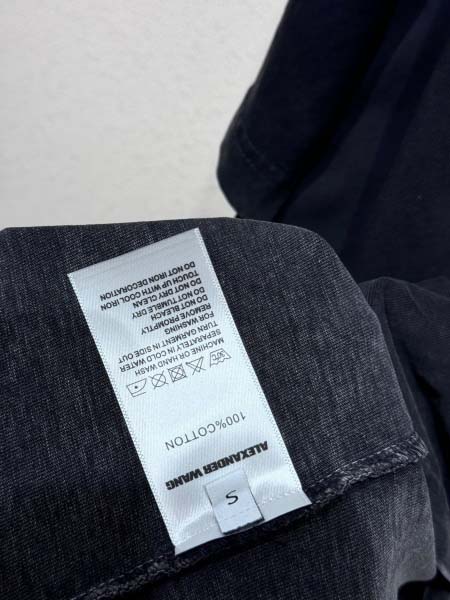 S
ALEXANDER WANG
100%COTTON
30℃
MACHINE OR HAND WASH
SEPARATELY IN COLD WATER
TURN GARMENT IN SIDE OUT
FOR WASHING
REMOVE PROMPTLY
DO NOT BLEACH
DO NOT TUMBLE DRY
DO NOT DRY CLEAN
TOUCH UP WITH COOL IRON
DO NOT IRON DECORATION